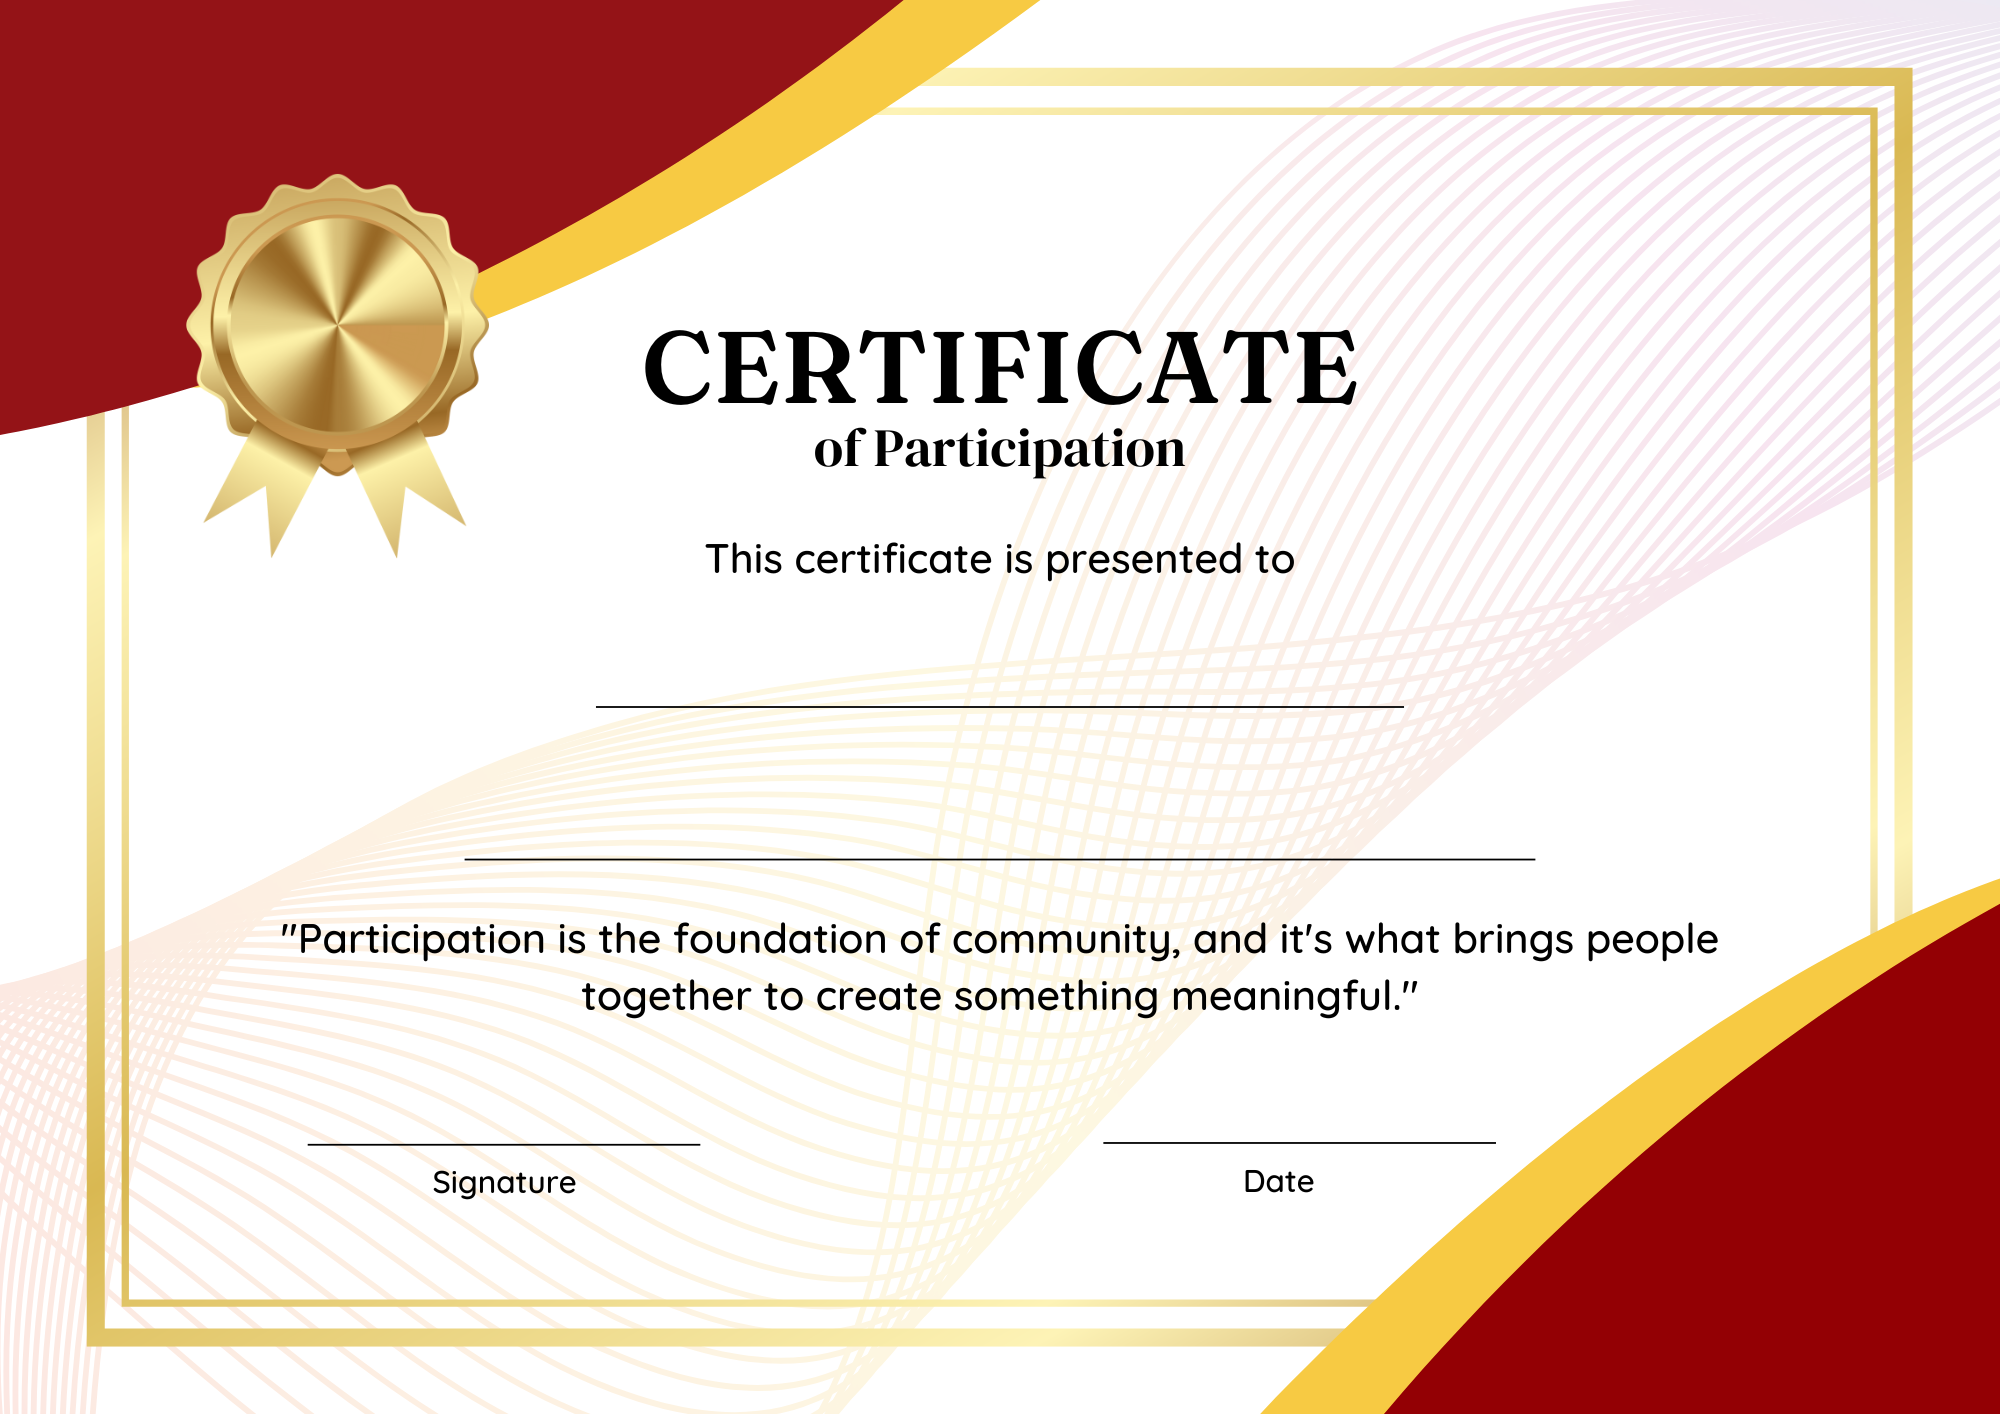 CERTIFICATE
of Participation
This certificate is presented to
"Participation is the foundation of community, and it's what brings people
together to create something meaningful."
Signature
Date